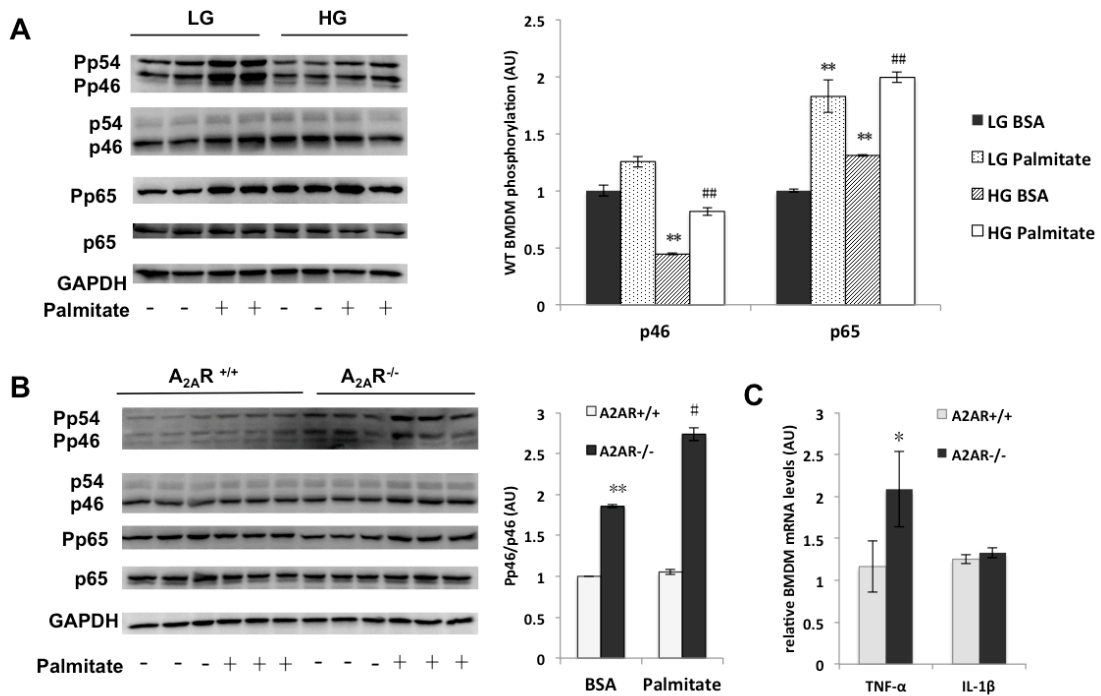 A
LG HG
Pp54
Pp46
p54
p46
Pp65
p65
GAPDH
Palmitate - - + + - - + +
WT BMDM phosphorylation (AU)
2.5
2
1.5
1
0.5
0
** ## ** ## **
p46 p65
LG BSA
LG Palmitate
HG BSA
HG Palmitate
B
A2AR +/+ A2AR-/-
Pp54
Pp46
p54
p46
Pp65
p65
GAPDH
Palmitate - - - + + + - - - + + +
Pp46/p46 (AU)
3
2.5
2
1.5
1
0.5
0
A2AR+/+
A2AR-/-
** #
BSA Palmitate
C
relative BMDM mRNA levels (AU)
3
2.5
2
1.5
1
0.5
0
A2AR+/+
A2AR-/-
*
TNF-α IL-1β